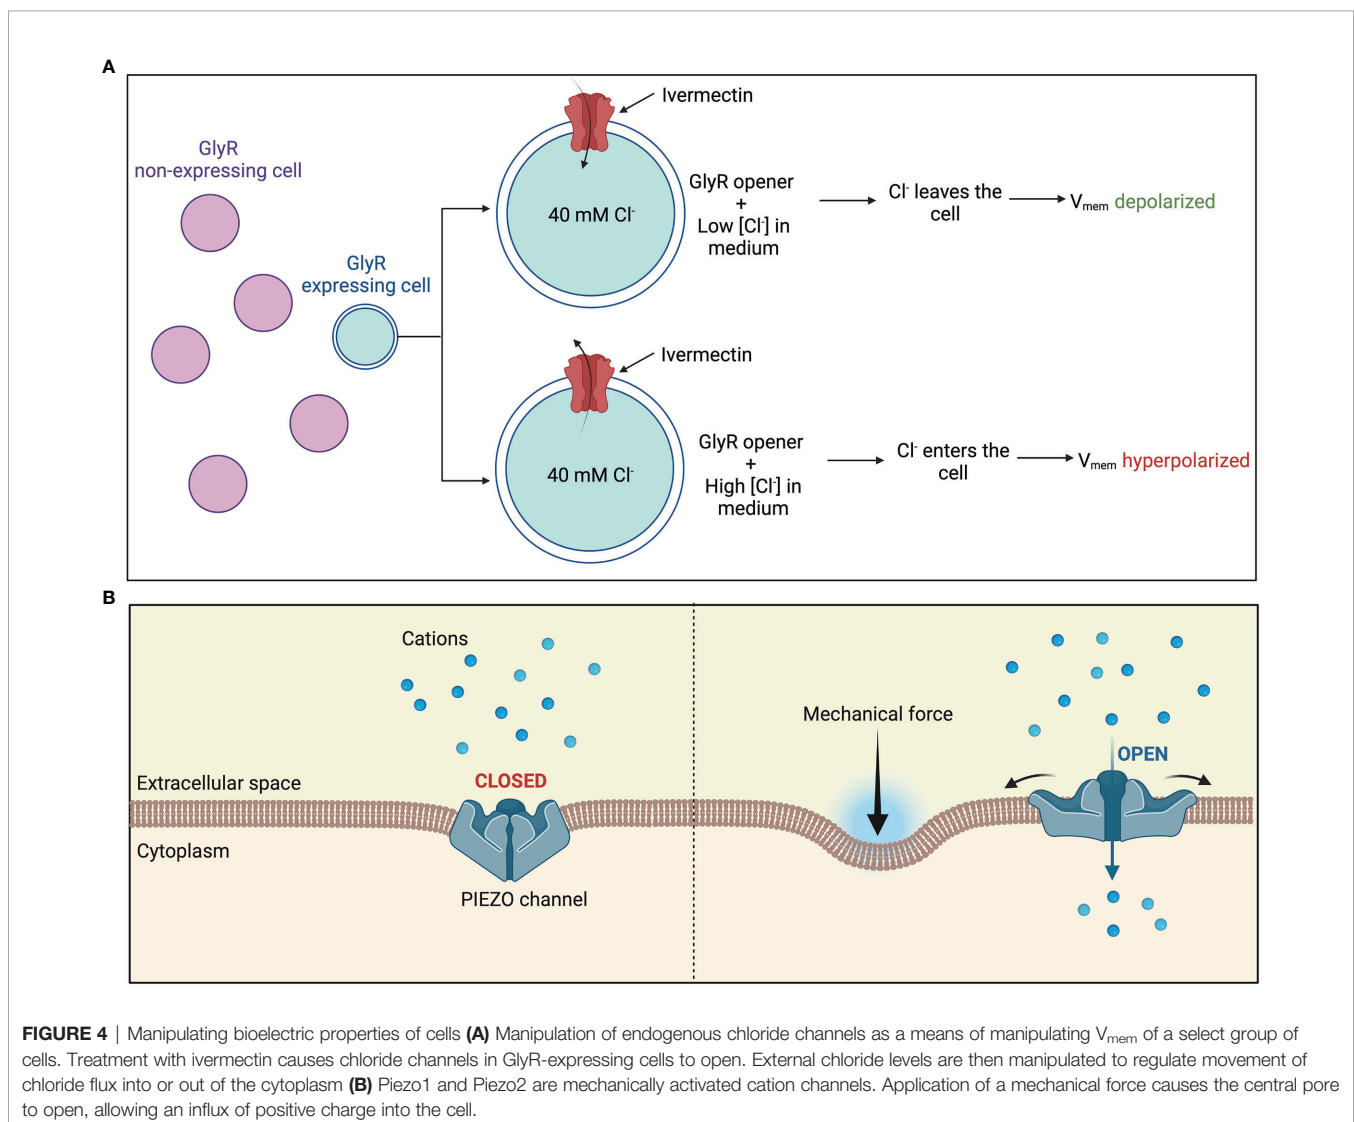 A
GlyR
non-expressing cell
GlyR
expressing cell
Ivermectin
40 mM Cl⁻
GlyR opener
+
Low [Cl⁻] in
medium
Cl⁻ leaves the
cell
Vmem depolarized
Ivermectin
40 mM Cl⁻
GlyR opener
+
High [Cl⁻] in
medium
Cl⁻ enters the
cell
Vmem hyperpolarized
B
Cations
CLOSED
Extracellular space
Cytoplasm
PIEZO channel
Mechanical force
OPEN
FIGURE 4 | Manipulating bioelectric properties of cells (A) Manipulation of endogenous chloride channels as a means of manipulating Vmem of a select group of
cells. Treatment with ivermectin causes chloride channels in GlyR-expressing cells to open. External chloride levels are then manipulated to regulate movement of
chloride flux into or out of the cytoplasm (B) Piezo1 and Piezo2 are mechanically activated cation channels. Application of a mechanical force causes the central pore
to open, allowing an influx of positive charge into the cell.